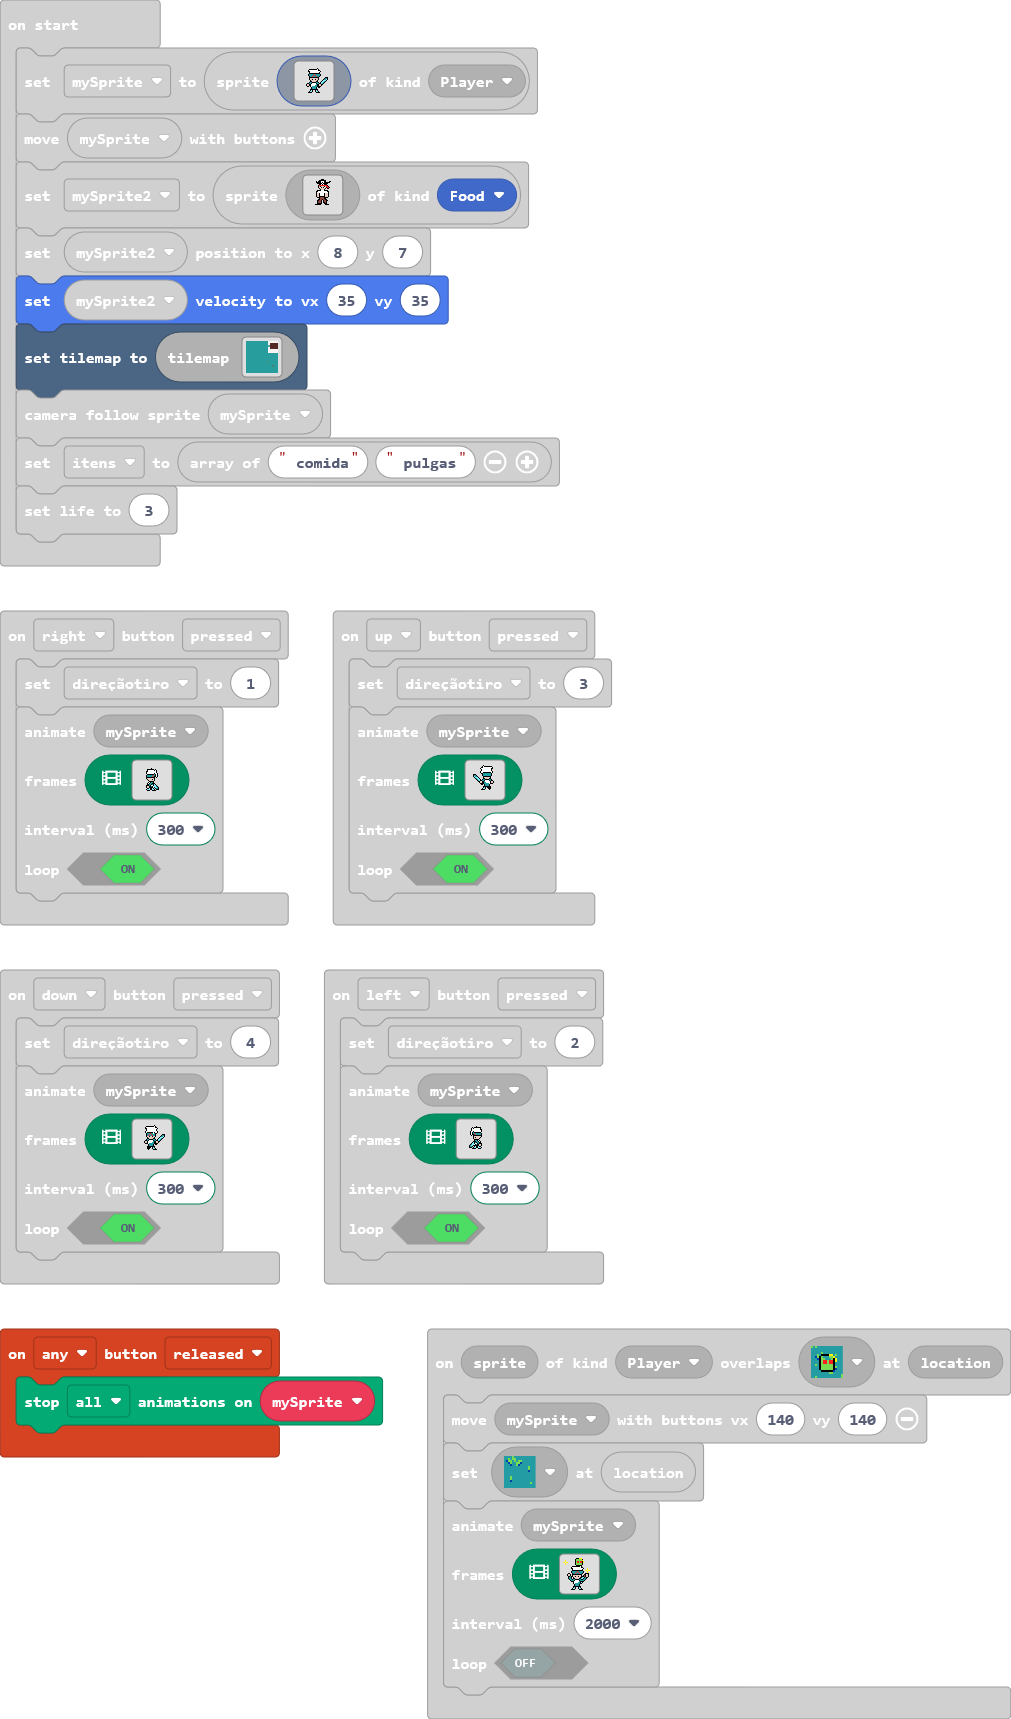 on start
set mySprite to sprite of kind Player
move mySprite with buttons
set mySprite2 to sprite of kind Food
set mySprite2 position to x 8 y 7
set mySprite2 velocity to vx 35 vy 35
set tilemap to tilemap
camera follow sprite mySprite
set itens to array of "comida" "pulgas"
set life to 3
on right button pressed
set direçãotiro to 1
animate mySprite
frames
interval (ms) 300
loop ON
on up button pressed
set direçãotiro to 3
animate mySprite
frames
interval (ms) 300
loop ON
on down button pressed
set direçãotiro to 4
animate mySprite
frames
interval (ms) 300
loop ON
on left button pressed
set direçãotiro to 2
animate mySprite
frames
interval (ms) 300
loop ON
on any button released
stop all animations on mySprite
on sprite of kind Player overlaps at location
move mySprite with buttons vx 140 vy 140
set at location
animate mySprite
frames
interval (ms) 2000
loop OFF